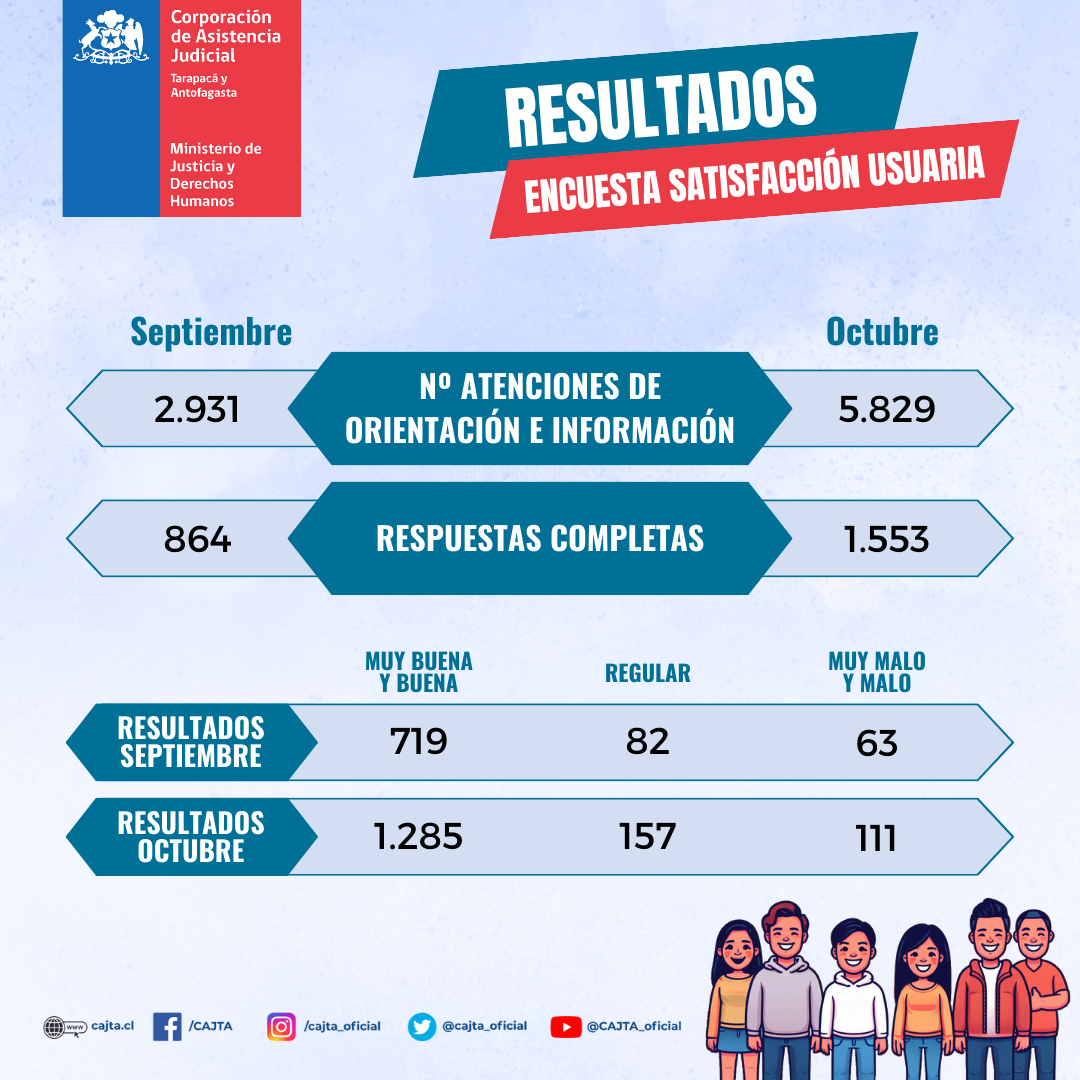 Corporación
de Asistencia
Judicial
Tarapacá y
Antofagasta
Ministerio de
Justicia y
Derechos
Humanos
RESULTADOS
ENCUESTA SATISFACCIÓN USUARIA
Septiembre
Octubre
2.931
Nº ATENCIONES DE
ORIENTACIÓN E INFORMACIÓN
5.829
864
RESPUESTAS COMPLETAS
1.553
MUY BUENA
Y BUENA
REGULAR
MUY MALO
Y MALO
RESULTADOS
SEPTIEMBRE
719
82
63
RESULTADOS
OCTUBRE
1.285
157
111
www
cajta.cl
/CAJTA
/cajta_oficial
@cajta_oficial
@CAJTA_oficial